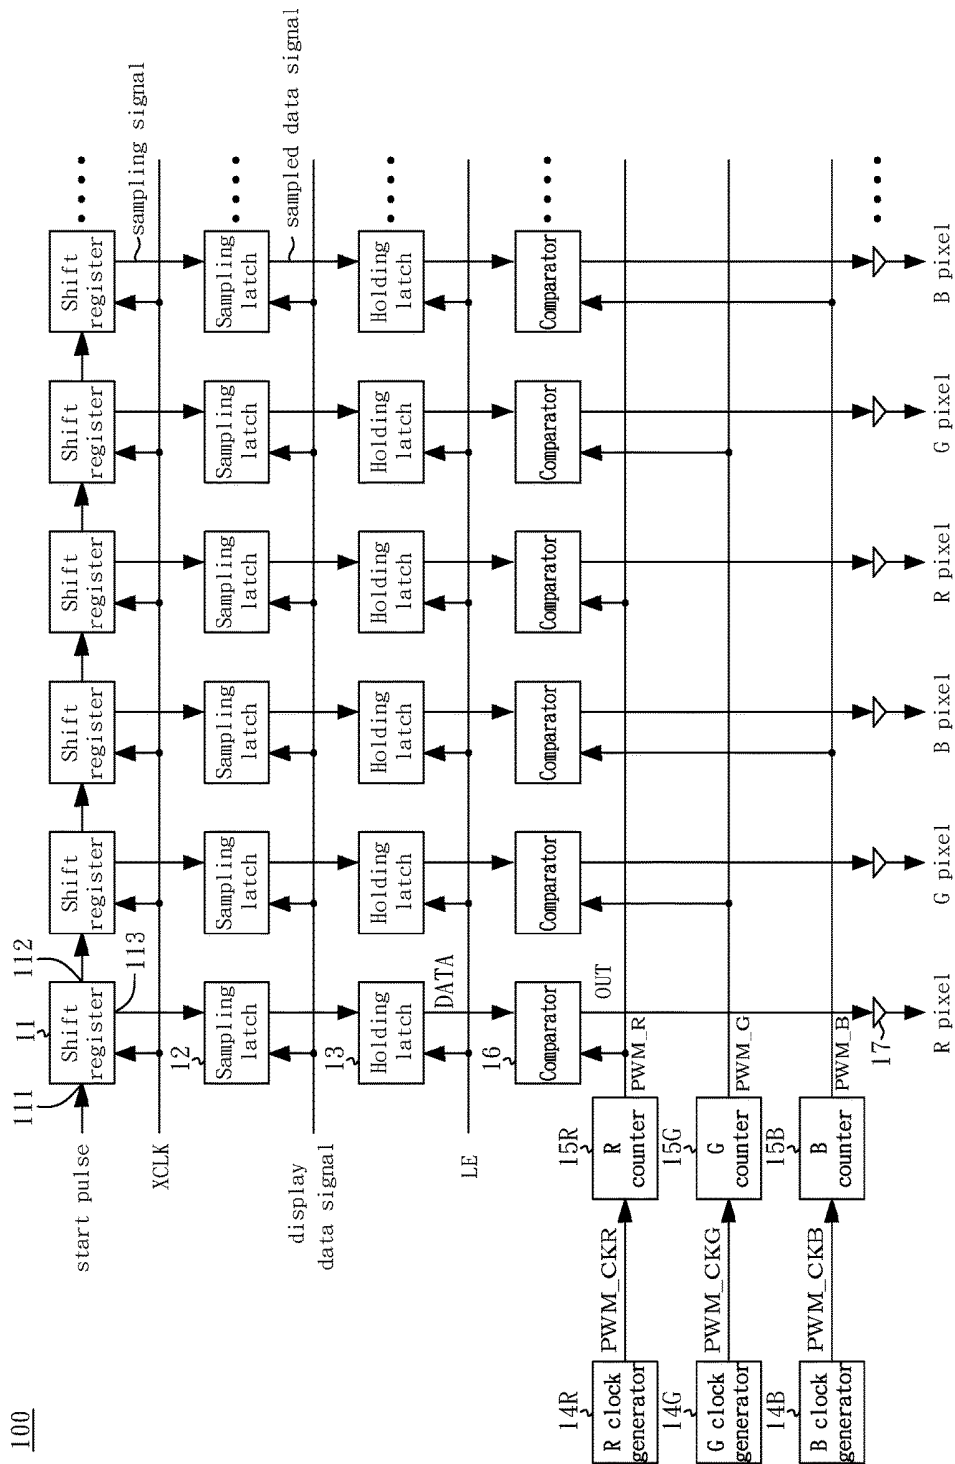 100
start pulse
111
11
Shift
register
112
113
Shift
register
Shift
register
Shift
register
Shift
register
Shift
register
sampling signal
XCLK
12
Sampling
latch
Sampling
latch
Sampling
latch
Sampling
latch
Sampling
latch
Sampling
latch
sampled data signal
display
data signal
13
Holding
latch
Holding
latch
Holding
latch
Holding
latch
Holding
latch
Holding
latch
DATA
LE
16
Comparator
Comparator
Comparator
Comparator
Comparator
Comparator
OUT
14R
R clock
generator
PWM_CKR
15R
R
counter
PWM_R
14G
G clock
generator
PWM_CKG
15G
G
counter
PWM_G
14B
B clock
generator
PWM_CKB
15B
B
counter
PWM_B
17
R pixel
G pixel
B pixel
R pixel
G pixel
B pixel